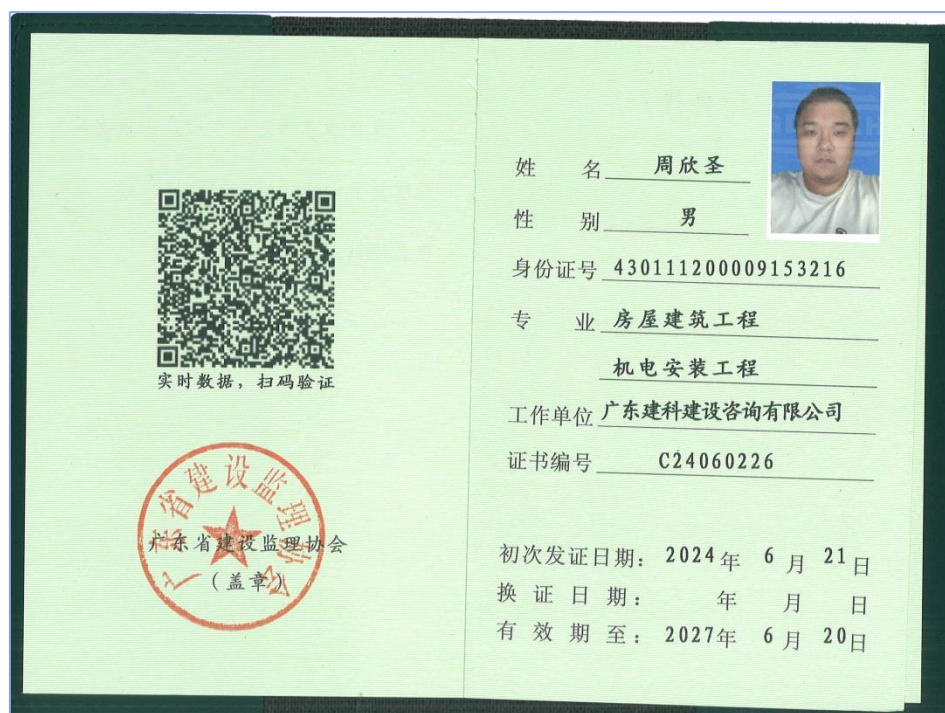 实时数据，扫码验证
广东省建设监理协会
广东省建设监理协会
（盖章）
姓 名 周欣圣
性 别 男
身份证号 430111200009153216
专 业 房屋建筑工程
机电安装工程
工作单位 广东建科建设咨询有限公司
证书编号 C24060226
初次发证日期： 2024年 6月 21日
换证日期： 年 月 日
有效期至： 2027年 6月 20日